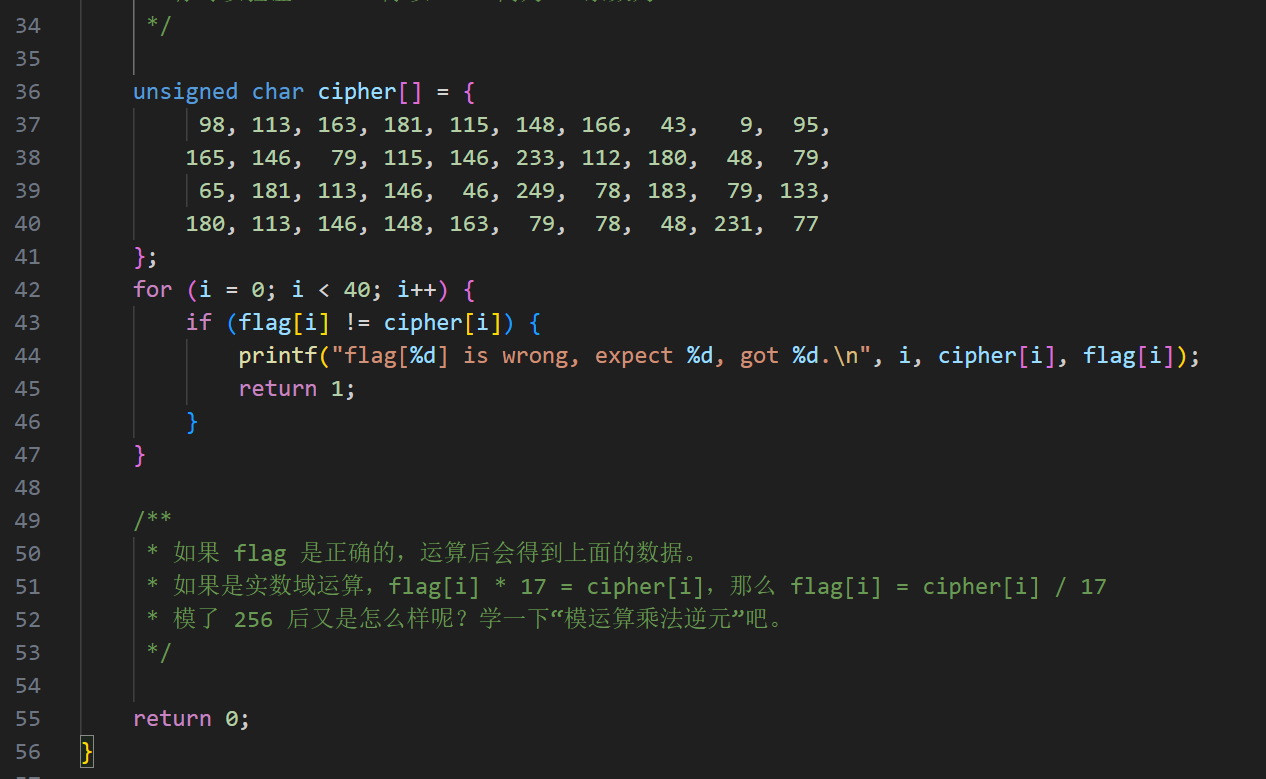 34 */
35
36 unsigned char cipher[] = {
37 98, 113, 163, 181, 115, 148, 166, 43, 9, 95,
38 165, 146, 79, 115, 146, 233, 112, 180, 48, 79,
39 65, 181, 113, 146, 46, 249, 78, 183, 79, 133,
40 180, 113, 146, 148, 163, 79, 78, 48, 231, 77
41 };
42 for (i = 0; i < 40; i++) {
43 if (flag[i] != cipher[i]) {
44 printf("flag[%d] is wrong, expect %d, got %d.\n", i, cipher[i], flag[i]);
45 return 1;
46 }
47 }
48
49 /**
50 * 如果 flag 是正确的，运算后会得到上面的数据。
51 * 如果是实数域运算，flag[i] * 17 = cipher[i]，那么 flag[i] = cipher[i] / 17
52 * 模了 256 后又是怎么样呢？学一下“模运算乘法逆元”吧。
53 */
54
55 return 0;
56 }